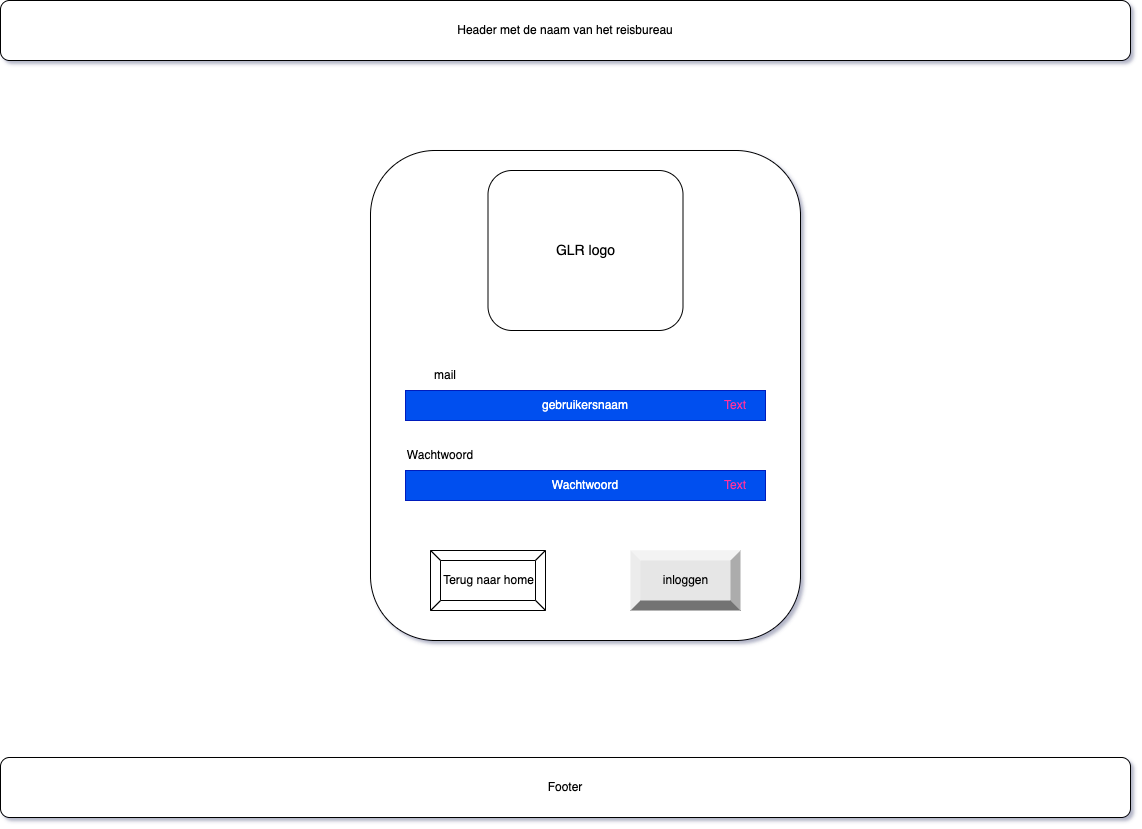 Header met de naam van het reisbureau
GLR logo
mail
gebruikersnaam Text
Wachtwoord
Wachtwoord Text
Terug naar home inloggen
Footer